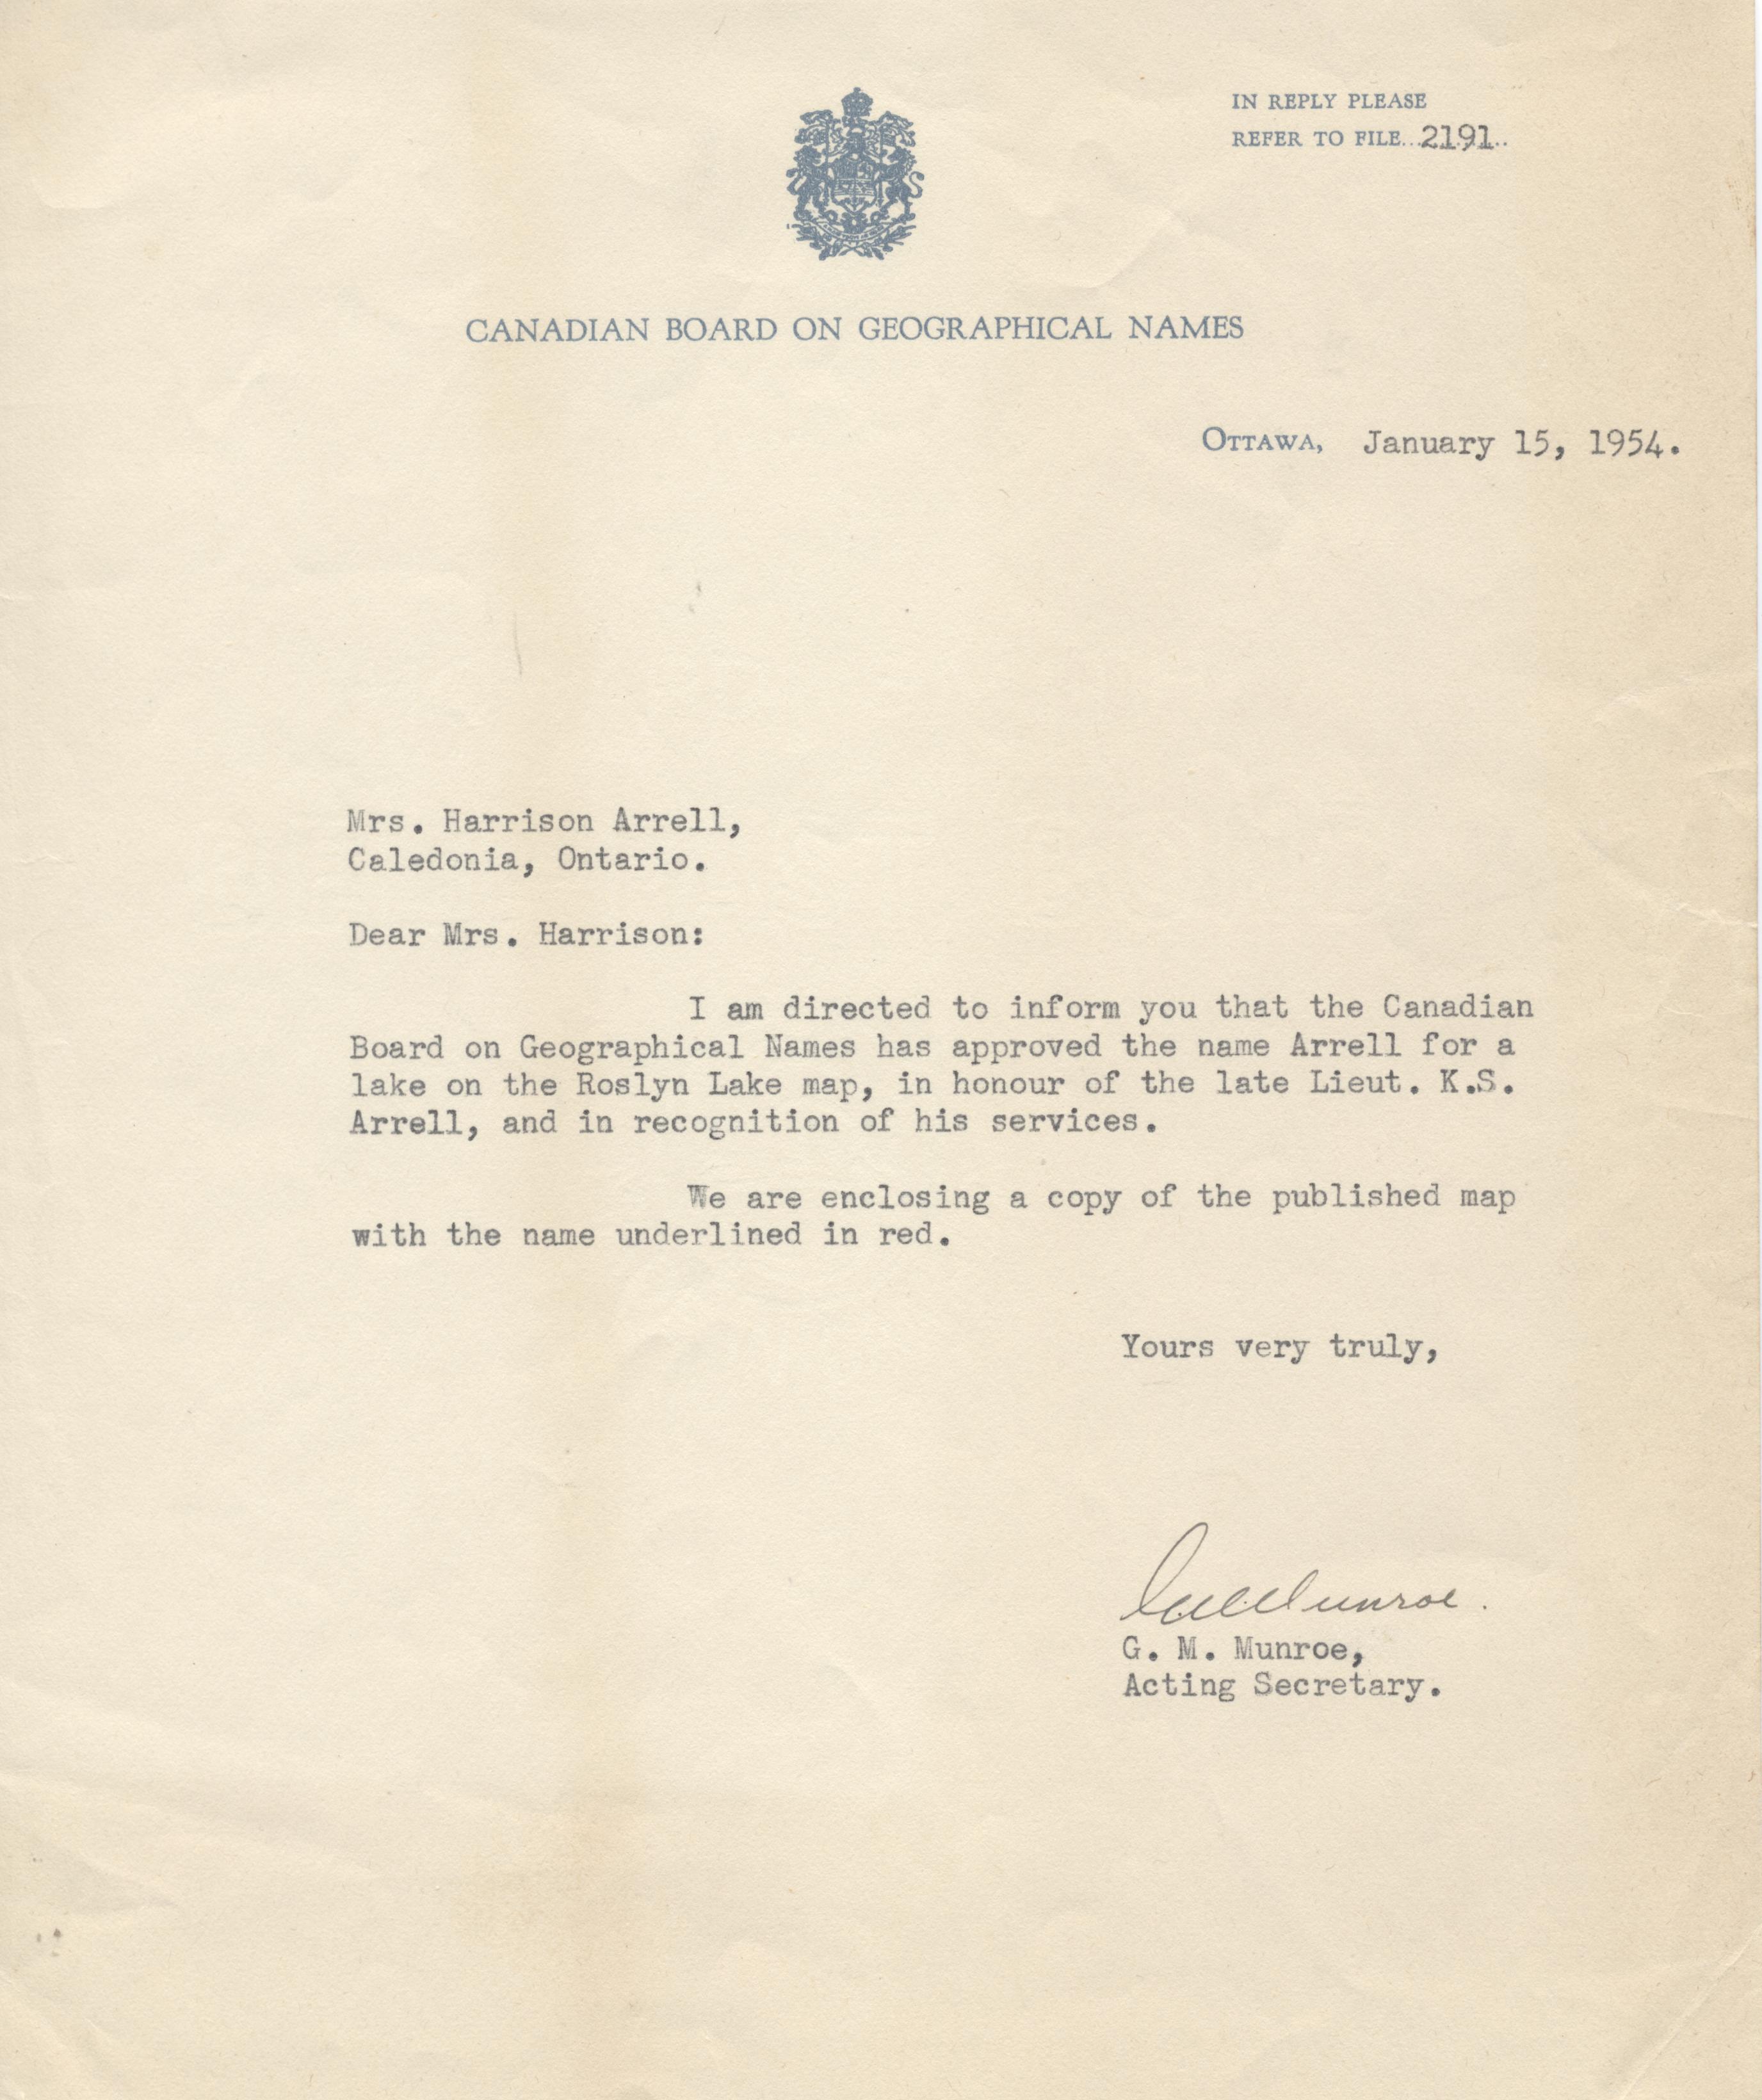 IN REPLY PLEASE
REFER TO FILE...2191..
CANADIAN BOARD ON GEOGRAPHICAL NAMES
OTTAWA, January 15, 1954.
Mrs. Harrison Arrell,
Caledonia, Ontario.
Dear Mrs. Harrison:
I am directed to inform you that the Canadian
Board on Geographical Names has approved the name Arrell for a
lake on the Roslyn Lake map, in honour of the late Lieut. K.S.
Arrell, and in recognition of his services.
We are enclosing a copy of the published map
with the name underlined in red.
Yours very truly,
G. M. Munroe,
Acting Secretary.